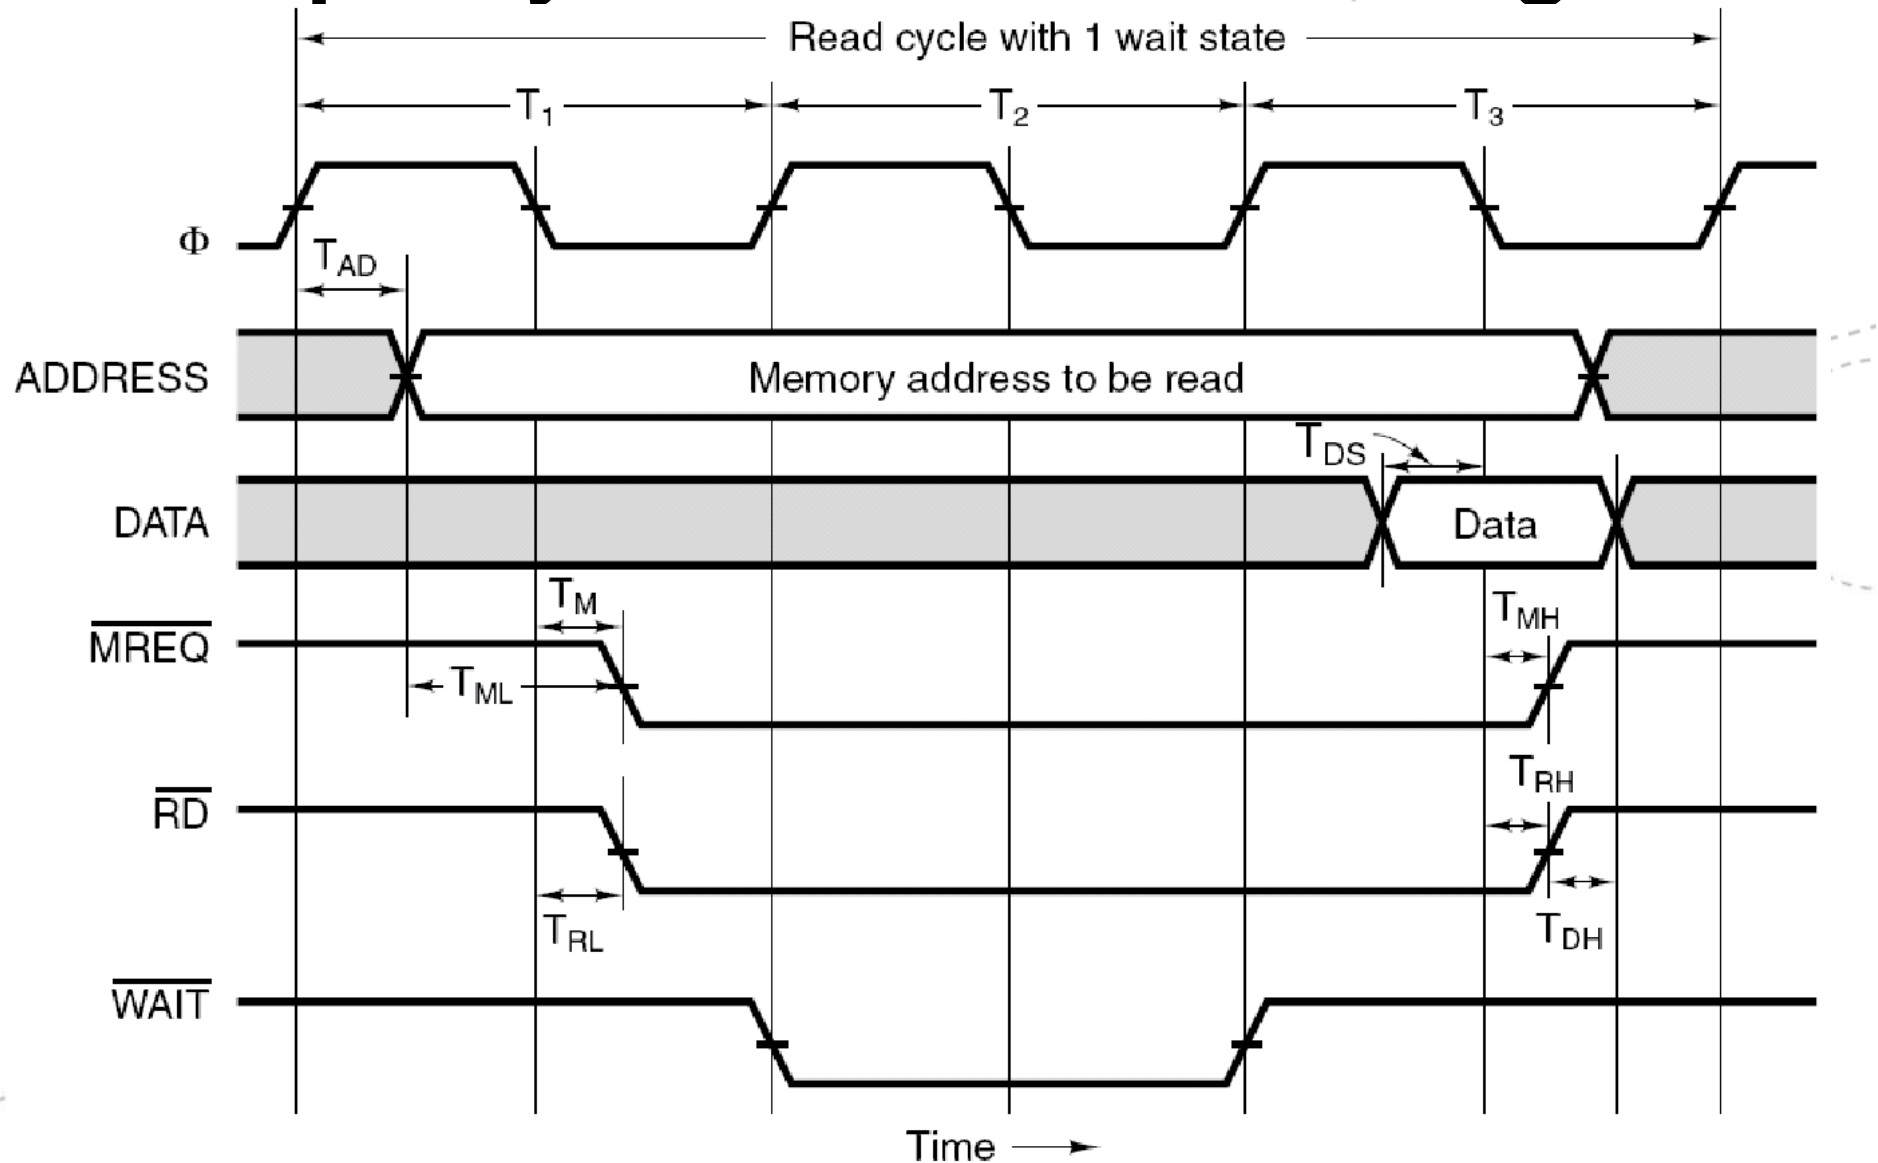 Read cycle with 1 wait state
T1 T2 T3
Φ
TAD
ADDRESS Memory address to be read
TDS
DATA Data
TM TMH
MREQ
TML
TRH
RD
TRL TDH
WAIT
Time